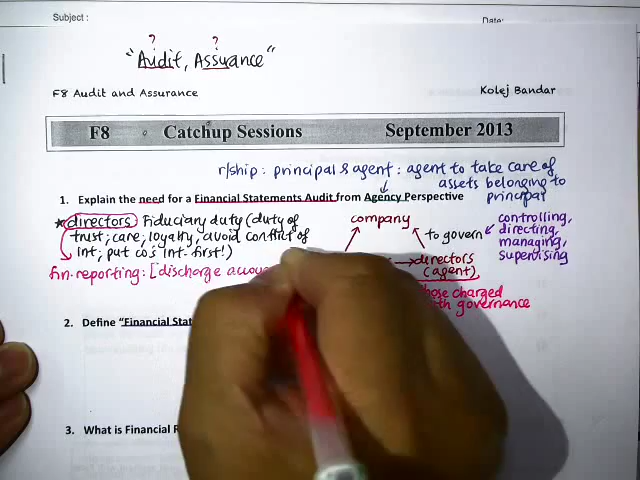 Subject :
Date:
? ?
"Audit, Assurance"
F8 Audit and Assurance
Kolej Bandar
F8 Catchup Sessions September 2013
r/ship : principal & agent : agent to take care of
assets belonging to
principal
1. Explain the need for a Financial Statements Audit from Agency Perspective
* directors Fiduciary duty (duty of
trust; care; loyalty, avoid conflict of
int; put co's int. first!)
fin. reporting: [discharge
company
to govern
controlling,
directing,
managing,
supervising
directors
(agent)
charged
governance
2. Define "Financial
3. What is Financial